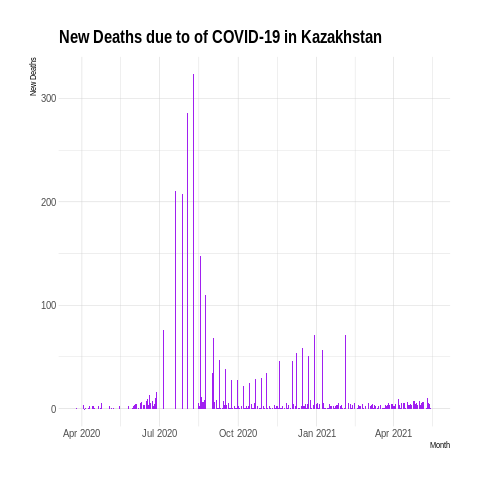 New Deaths due to of COVID-19 in Kazakhstan
New Deaths
300
200
100
0
Apr 2020 Jul 2020 Oct 2020 Jan 2021 Apr 2021
Month